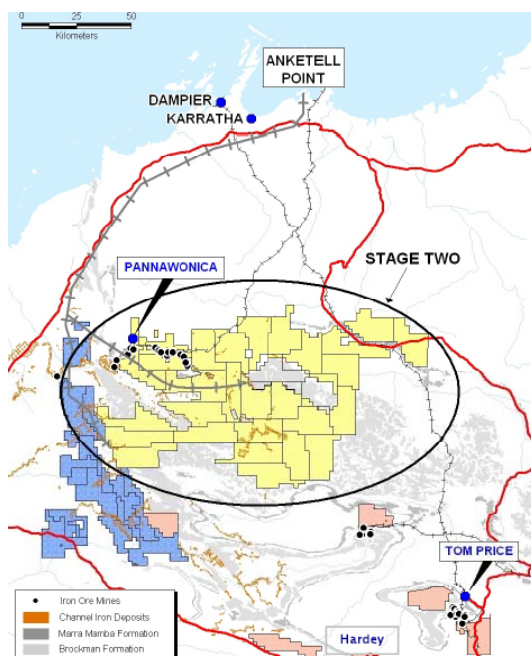 0 25 50
Kilometers
ANKETELL
POINT
DAMPIER
KARRATHA
PANNAWONICA
STAGE TWO
TOM PRICE
Iron Ore Mines
Channel Iron Deposits
Marra Mamba Formation
Brockman Formation
Hardey